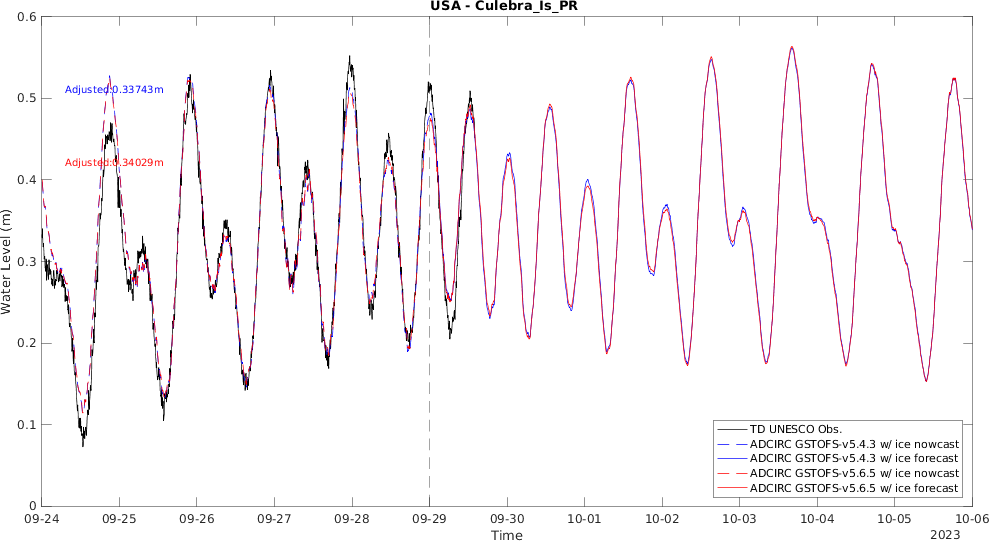 USA - Culebra_Is_PR
0.6
0.5
0.4
0.3
0.2
0.1
0
Water Level (m)
Adjusted:0.33743m
Adjusted:0.34029m
TD UNESCO Obs.
ADCIRC GSTOFS-v5.4.3 w/ ice nowcast
ADCIRC GSTOFS-v5.4.3 w/ ice forecast
ADCIRC GSTOFS-v5.6.5 w/ ice nowcast
ADCIRC GSTOFS-v5.6.5 w/ ice forecast
09-24 09-25 09-26 09-27 09-28 09-29 09-30 10-01 10-02 10-03 10-04 10-05 10-06
Time
2023